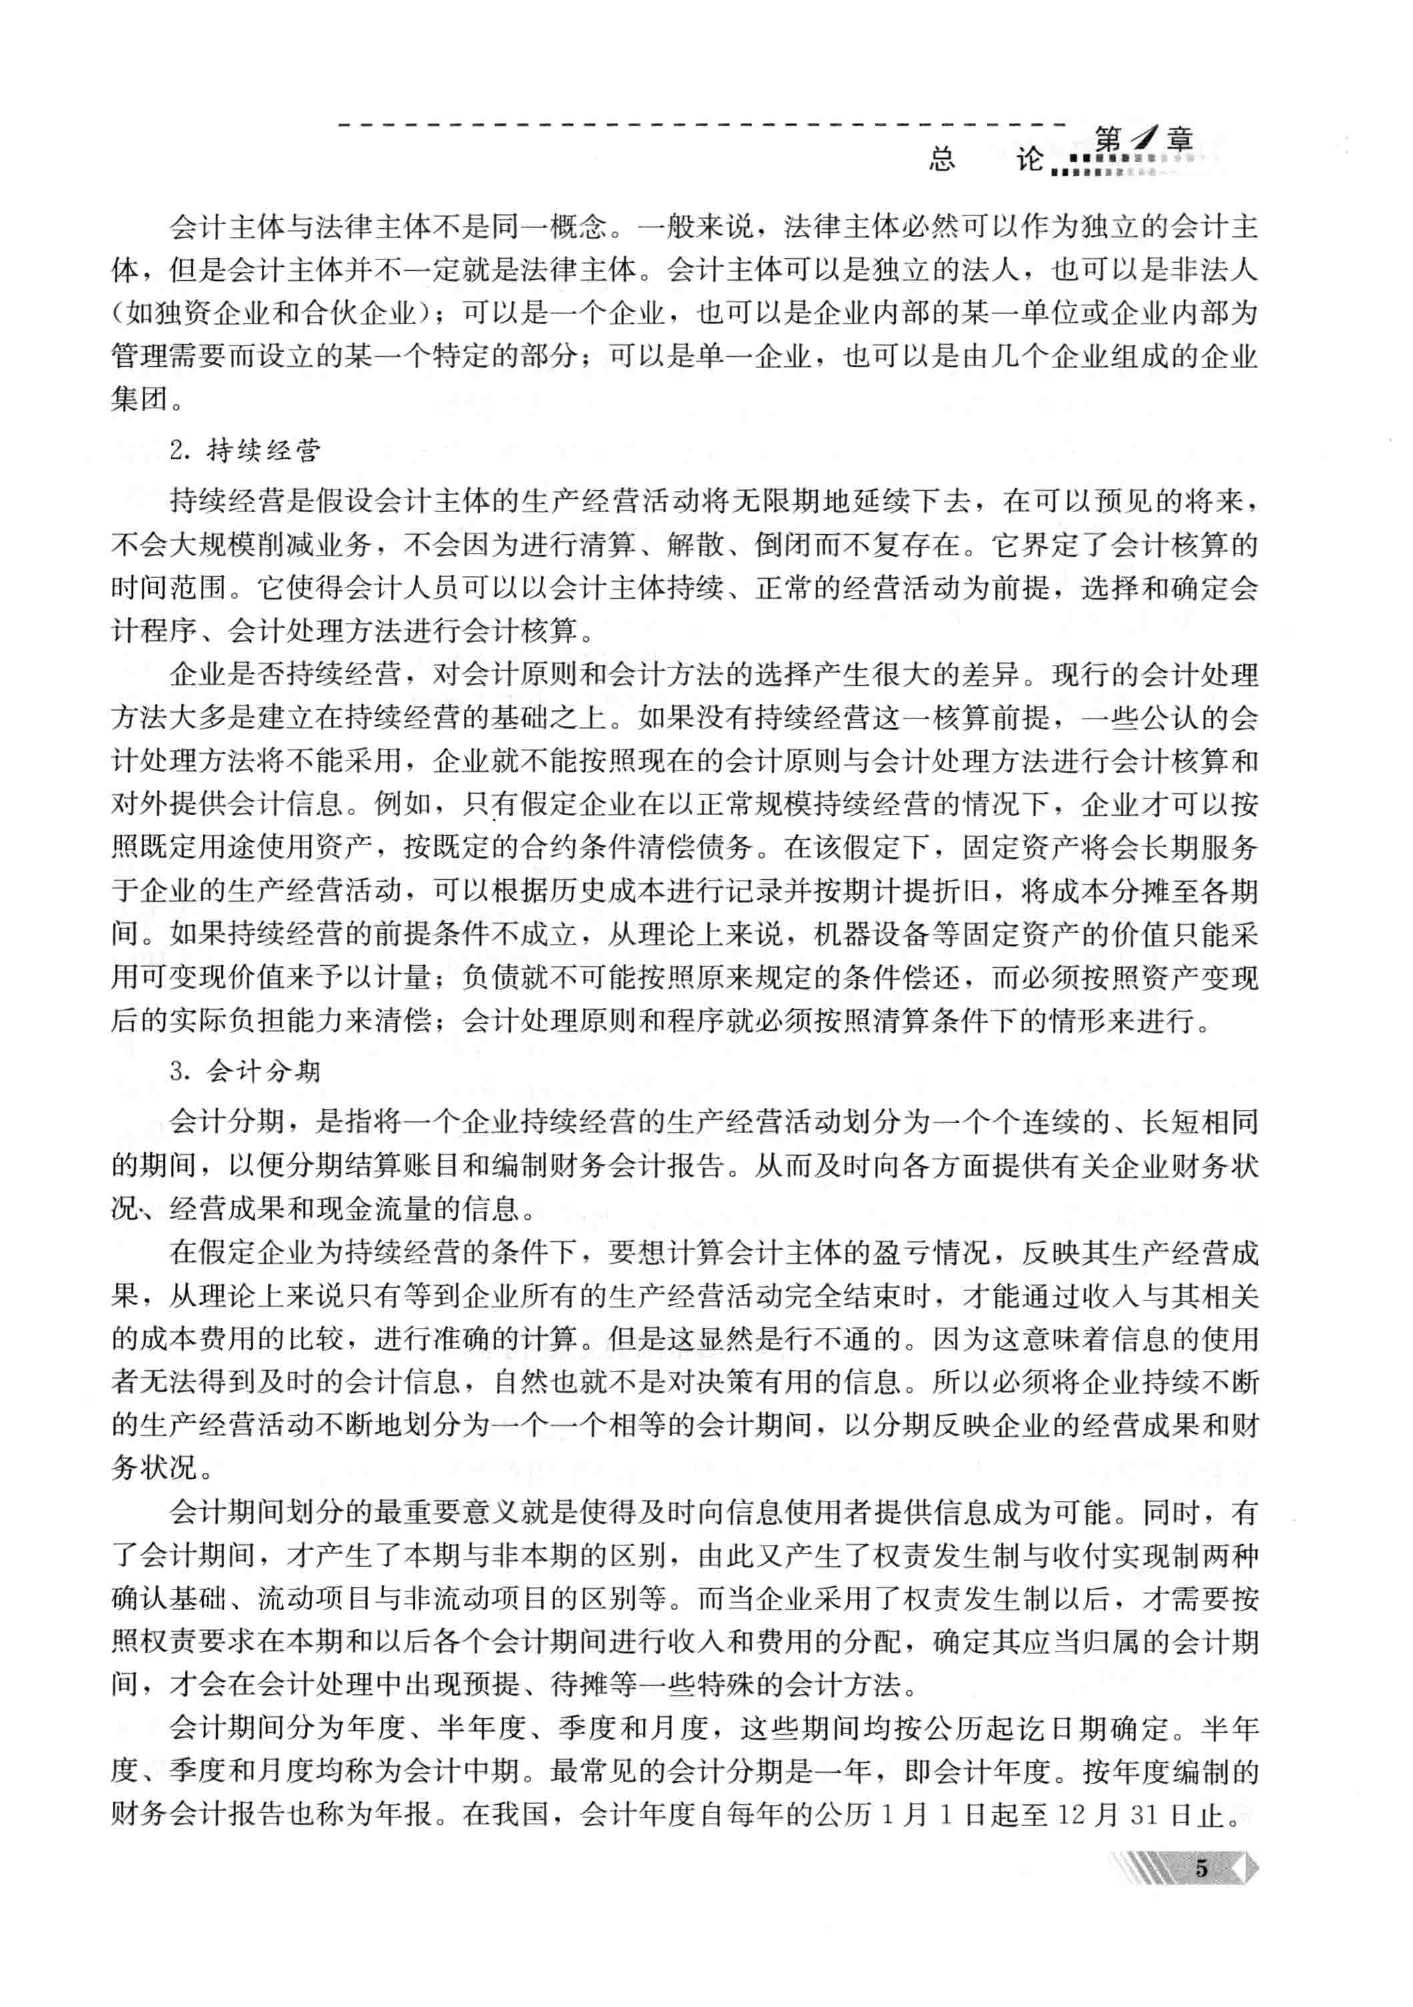 第1章
总 论
会计主体与法律主体不是同一概念。一般来说，法律主体必然可以作为独立的会计主
体，但是会计主体并不一定就是法律主体。会计主体可以是独立的法人，也可以是非法人
（如独资企业和合伙企业）；可以是一个企业，也可以是企业内部的某一单位或企业内部为
管理需要而设立的某一个特定的部分；可以是单一企业，也可以是由几个企业组成的企业
集团。
2. 持续经营
持续经营是假设会计主体的生产经营活动将无限期地延续下去，在可以预见的将来，
不会大规模削减业务，不会因为进行清算、解散、倒闭而不复存在。它界定了会计核算的
时间范围。它使得会计人员可以以会计主体持续、正常的经营活动为前提，选择和确定会
计程序、会计处理方法进行会计核算。
企业是否持续经营，对会计原则和会计方法的选择产生很大的差异。现行的会计处理
方法大多是建立在持续经营的基础之上。如果没有持续经营这一核算前提，一些公认的会
计处理方法将不能采用，企业就不能按照现在的会计原则与会计处理方法进行会计核算和
对外提供会计信息。例如，只有假定企业在以正常规模持续经营的情况下，企业才可以按
照既定用途使用资产，按既定的合约条件清偿债务。在该假定下，固定资产将会长期服务
于企业的生产经营活动，可以根据历史成本进行记录并按期计提折旧，将成本分摊至各期
间。如果持续经营的前提条件不成立，从理论上来说，机器设备等固定资产的价值只能采
用可变现价值来予以计量；负债就不可能按照原来规定的条件偿还，而必须按照资产变现
后的实际负担能力来清偿；会计处理原则和程序就必须按照清算条件下的情形来进行。
3. 会计分期
会计分期，是指将一个企业持续经营的生产经营活动划分为一个个连续的、长短相同
的期间，以便分期结算账目和编制财务会计报告。从而及时向各方面提供有关企业财务状
况、经营成果和现金流量的信息。
在假定企业为持续经营的条件下，要想计算会计主体的盈亏情况，反映其生产经营成
果，从理论上来说只有等到企业所有的生产经营活动完全结束时，才能通过收入与其相关
的成本费用的比较，进行准确的计算。但是这显然是行不通的。因为这意味着信息的使用
者无法得到及时的会计信息，自然也就不是对决策有用的信息。所以必须将企业持续不断
的生产经营活动不断地划分为一个一个相等的会计期间，以分期反映企业的经营成果和财
务状况。
会计期间划分的最重要意义就是使得及时向信息使用者提供信息成为可能。同时，有
了会计期间，才产生了本期与非本期的区别，由此又产生了权责发生制与收付实现制两种
确认基础、流动项目与非流动项目的区别等。而当企业采用了权责发生制以后，才需要按
照权责要求在本期和以后各个会计期间进行收入和费用的分配，确定其应当归属的会计期
间，才会在会计处理中出现预提、待摊等一些特殊的会计方法。
会计期间分为年度、半年度、季度和月度，这些期间均按公历起讫日期确定。半年
度、季度和月度均称为会计中期。最常见的会计分期是一年，即会计年度。按年度编制的
财务会计报告也称为年报。在我国，会计年度自每年的公历 1 月 1 日起至 12 月 31 日止。
5